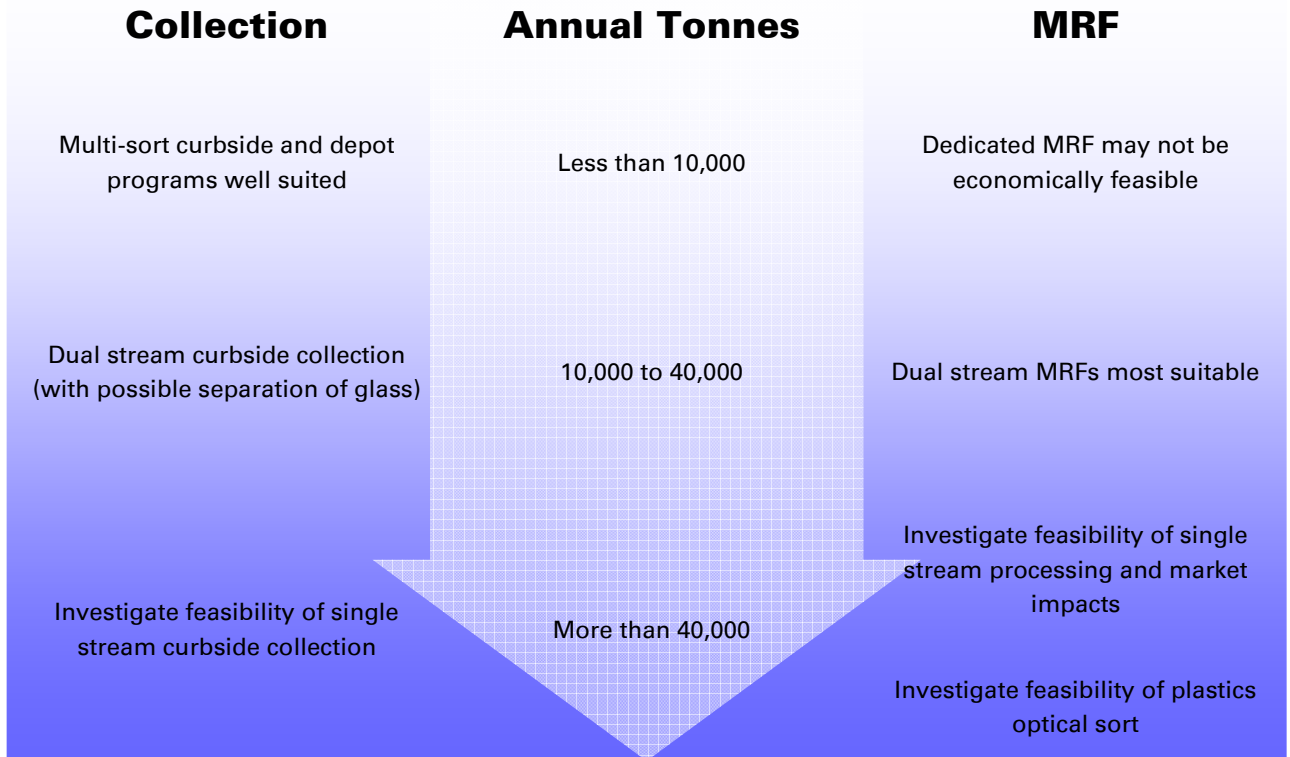 Collection
Annual Tonnes
MRF
Multi-sort curbside and depot
programs well suited
Less than 10,000
Dedicated MRF may not be
economically feasible
Dual stream curbside collection
(with possible separation of glass)
10,000 to 40,000
Dual stream MRFs most suitable
Investigate feasibility of single
stream curbside collection
More than 40,000
Investigate feasibility of single
stream processing and market
impacts
Investigate feasibility of plastics
optical sort